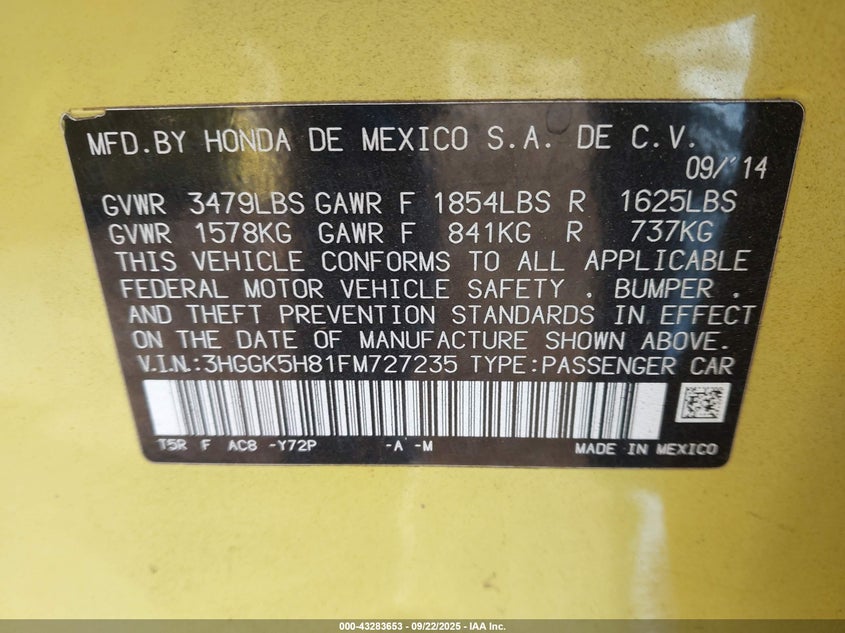 MFD.BY HONDA DE MEXICO S.A. DE C.V.
09/'14
GVWR 3479LBS GAWR F 1854LBS R 1625LBS
GVWR 1578KG GAWR F 841KG R 737KG
THIS VEHICLE CONFORMS TO ALL APPLICABLE
FEDERAL MOTOR VEHICLE SAFETY . BUMPER .
AND THEFT PREVENTION STANDARDS IN EFFECT
ON THE DATE OF MANUFACTURE SHOWN ABOVE.
V.I.N.:3HGGK5H81FM727235 TYPE:PASSENGER CAR
T5R F AC8 -Y72P -A -M
MADE IN MEXICO
000-43283653 - 09/22/2025 - IAA Inc.